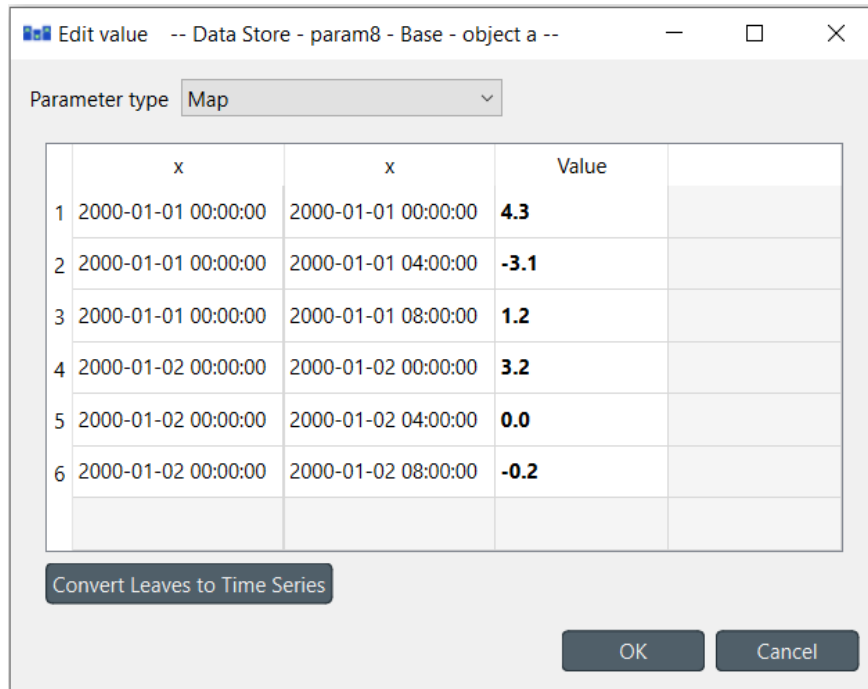 Edit value -- Data Store - param8 - Base - object a --
Parameter type Map
x x Value
1 2000-01-01 00:00:00 2000-01-01 00:00:00 4.3
2 2000-01-01 00:00:00 2000-01-01 04:00:00 -3.1
3 2000-01-01 00:00:00 2000-01-01 08:00:00 1.2
4 2000-01-02 00:00:00 2000-01-02 00:00:00 3.2
5 2000-01-02 00:00:00 2000-01-02 04:00:00 0.0
6 2000-01-02 00:00:00 2000-01-02 08:00:00 -0.2
Convert Leaves to Time Series
OK Cancel